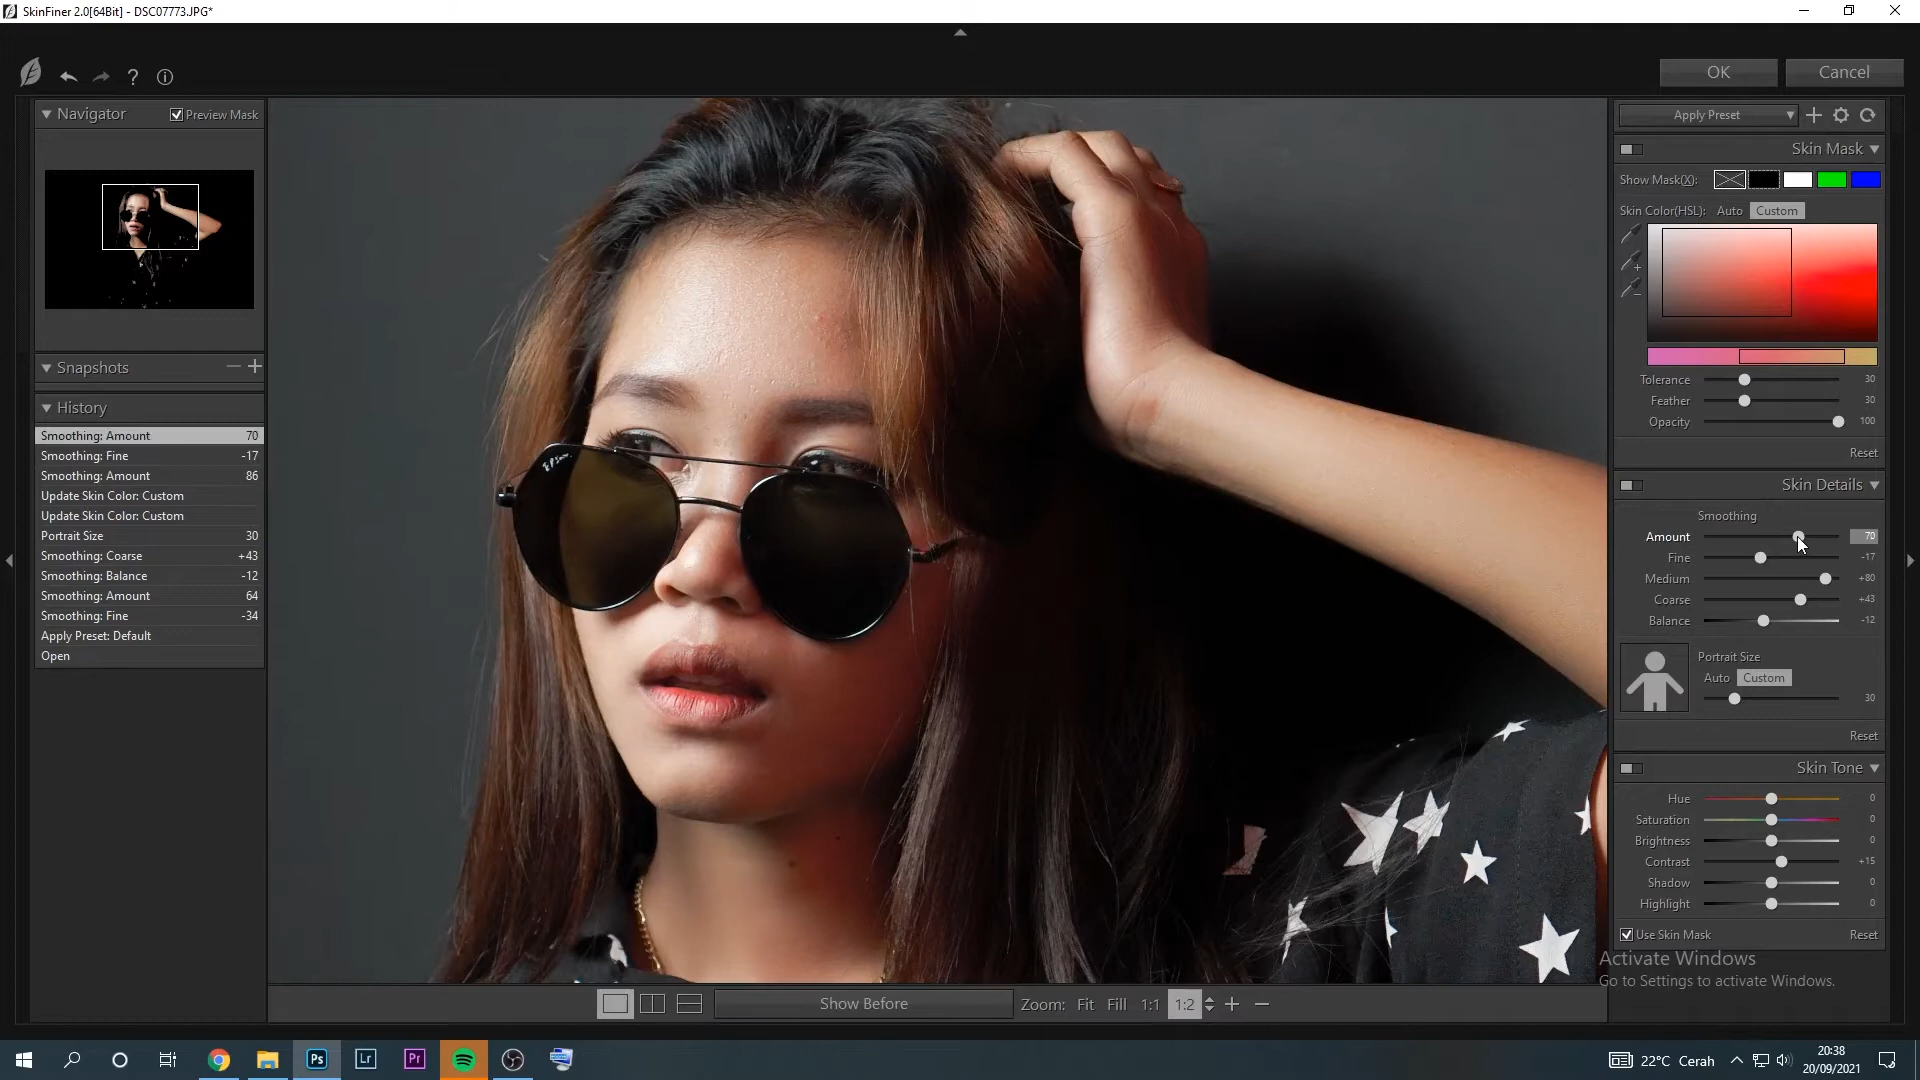 SkinFiner 2.0[64Bit] - DSC07773.JPG*
OK
Cancel
Navigator
Preview Mask
Snapshots
History
Smoothing: Amount 70
Smoothing: Fine -17
Smoothing: Amount 86
Update Skin Color: Custom
Update Skin Color: Custom
Portrait Size 30
Smoothing: Coarse +43
Smoothing: Balance -12
Smoothing: Amount 64
Smoothing: Fine -34
Apply Preset: Default
Open
Apply Preset
Skin Mask
Show Mask(X):
Skin Color(HSL): Auto Custom
Tolerance 30
Feather 30
Opacity 100
Reset
Skin Details
Smoothing
Amount 70
Fine -17
Medium +80
Coarse +43
Balance -12
Portrait Size
Auto Custom
30
Reset
Skin Tone
Hue 0
Saturation 0
Brightness 0
Contrast +15
Shadow 0
Highlight 0
Use Skin Mask Reset
Activate Windows
Go to Settings to activate Windows.
Show Before Zoom: Fit Fill 1:1 1:2
Ps Lr Pr
22°C Cerah
20:38
20/09/2021